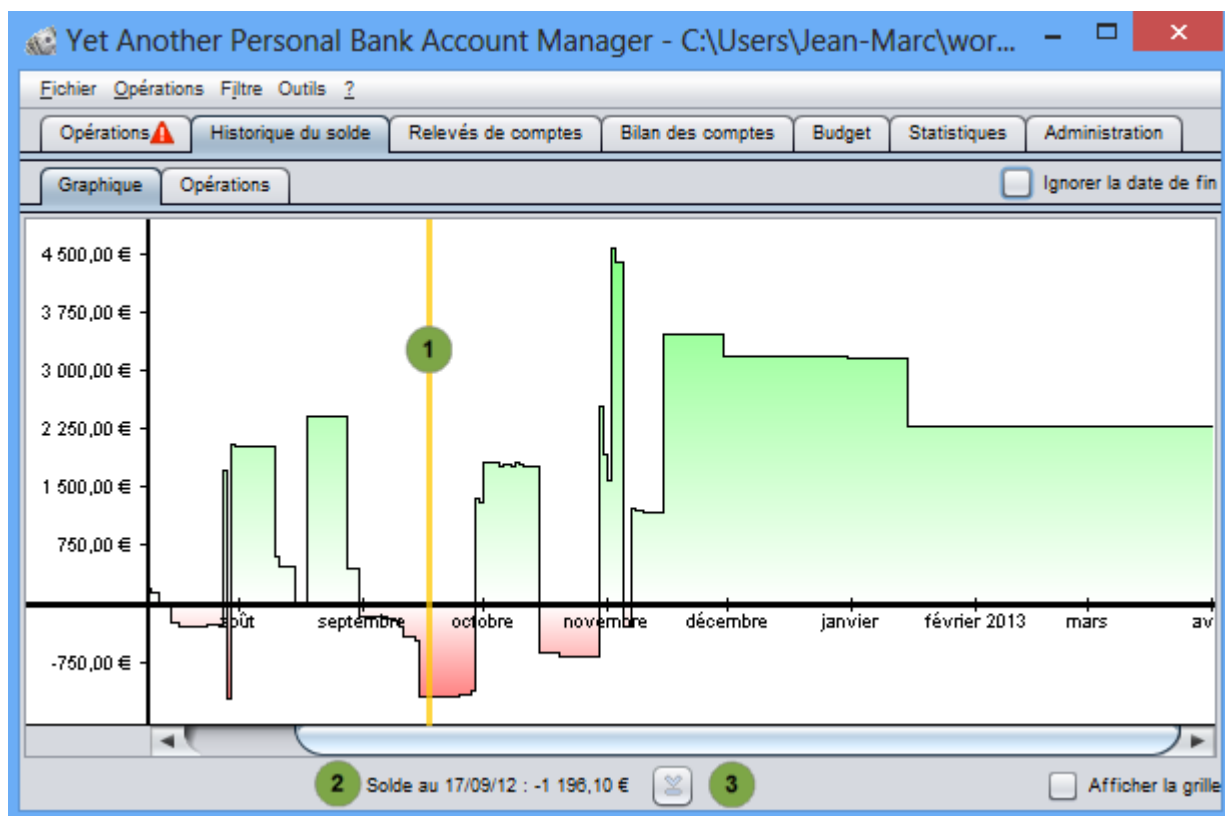 Yet Another Personal Bank Account Manager - C:\Users\Jean-Marc\wor...
Fichier Opérations Filtre Outils ?
Opérations Historique du solde Relevés de comptes Bilan des comptes Budget Statistiques Administration
Graphique Opérations Ignorer la date de fin
4 500,00 €
3 750,00 €
1
3 000,00 €
2 250,00 €
1 500,00 €
750,00 €
août septembre octobre novembre décembre janvier février 2013 mars av
-750,00 €
2 Solde au 17/09/12 : -1 196,10 € 3 Afficher la grille